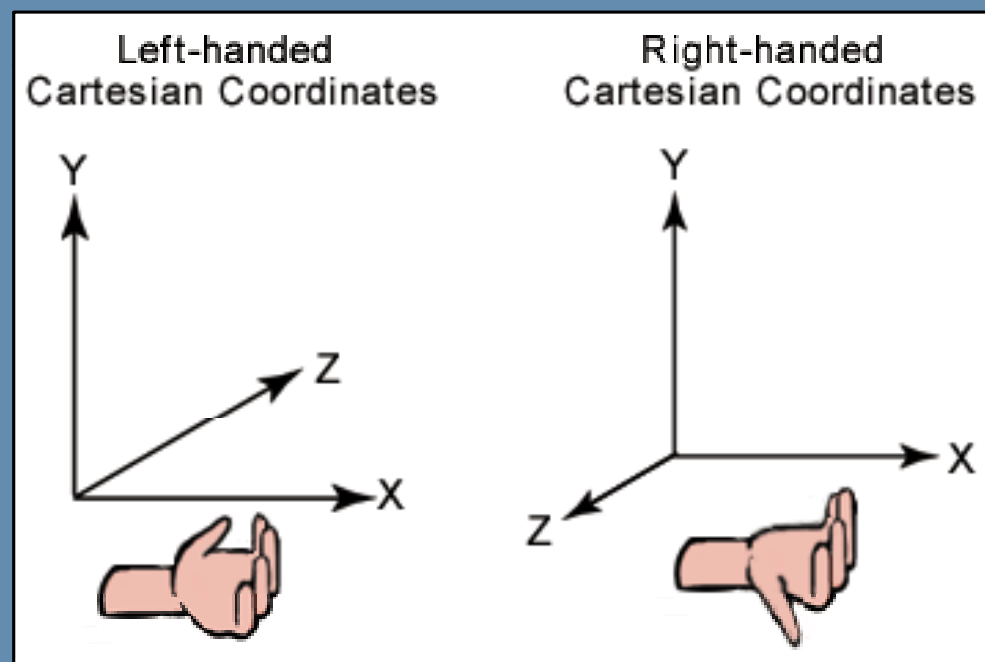 Left-handed
Cartesian Coordinates
Right-handed
Cartesian Coordinates
Y
Z
X
Y
X
Z